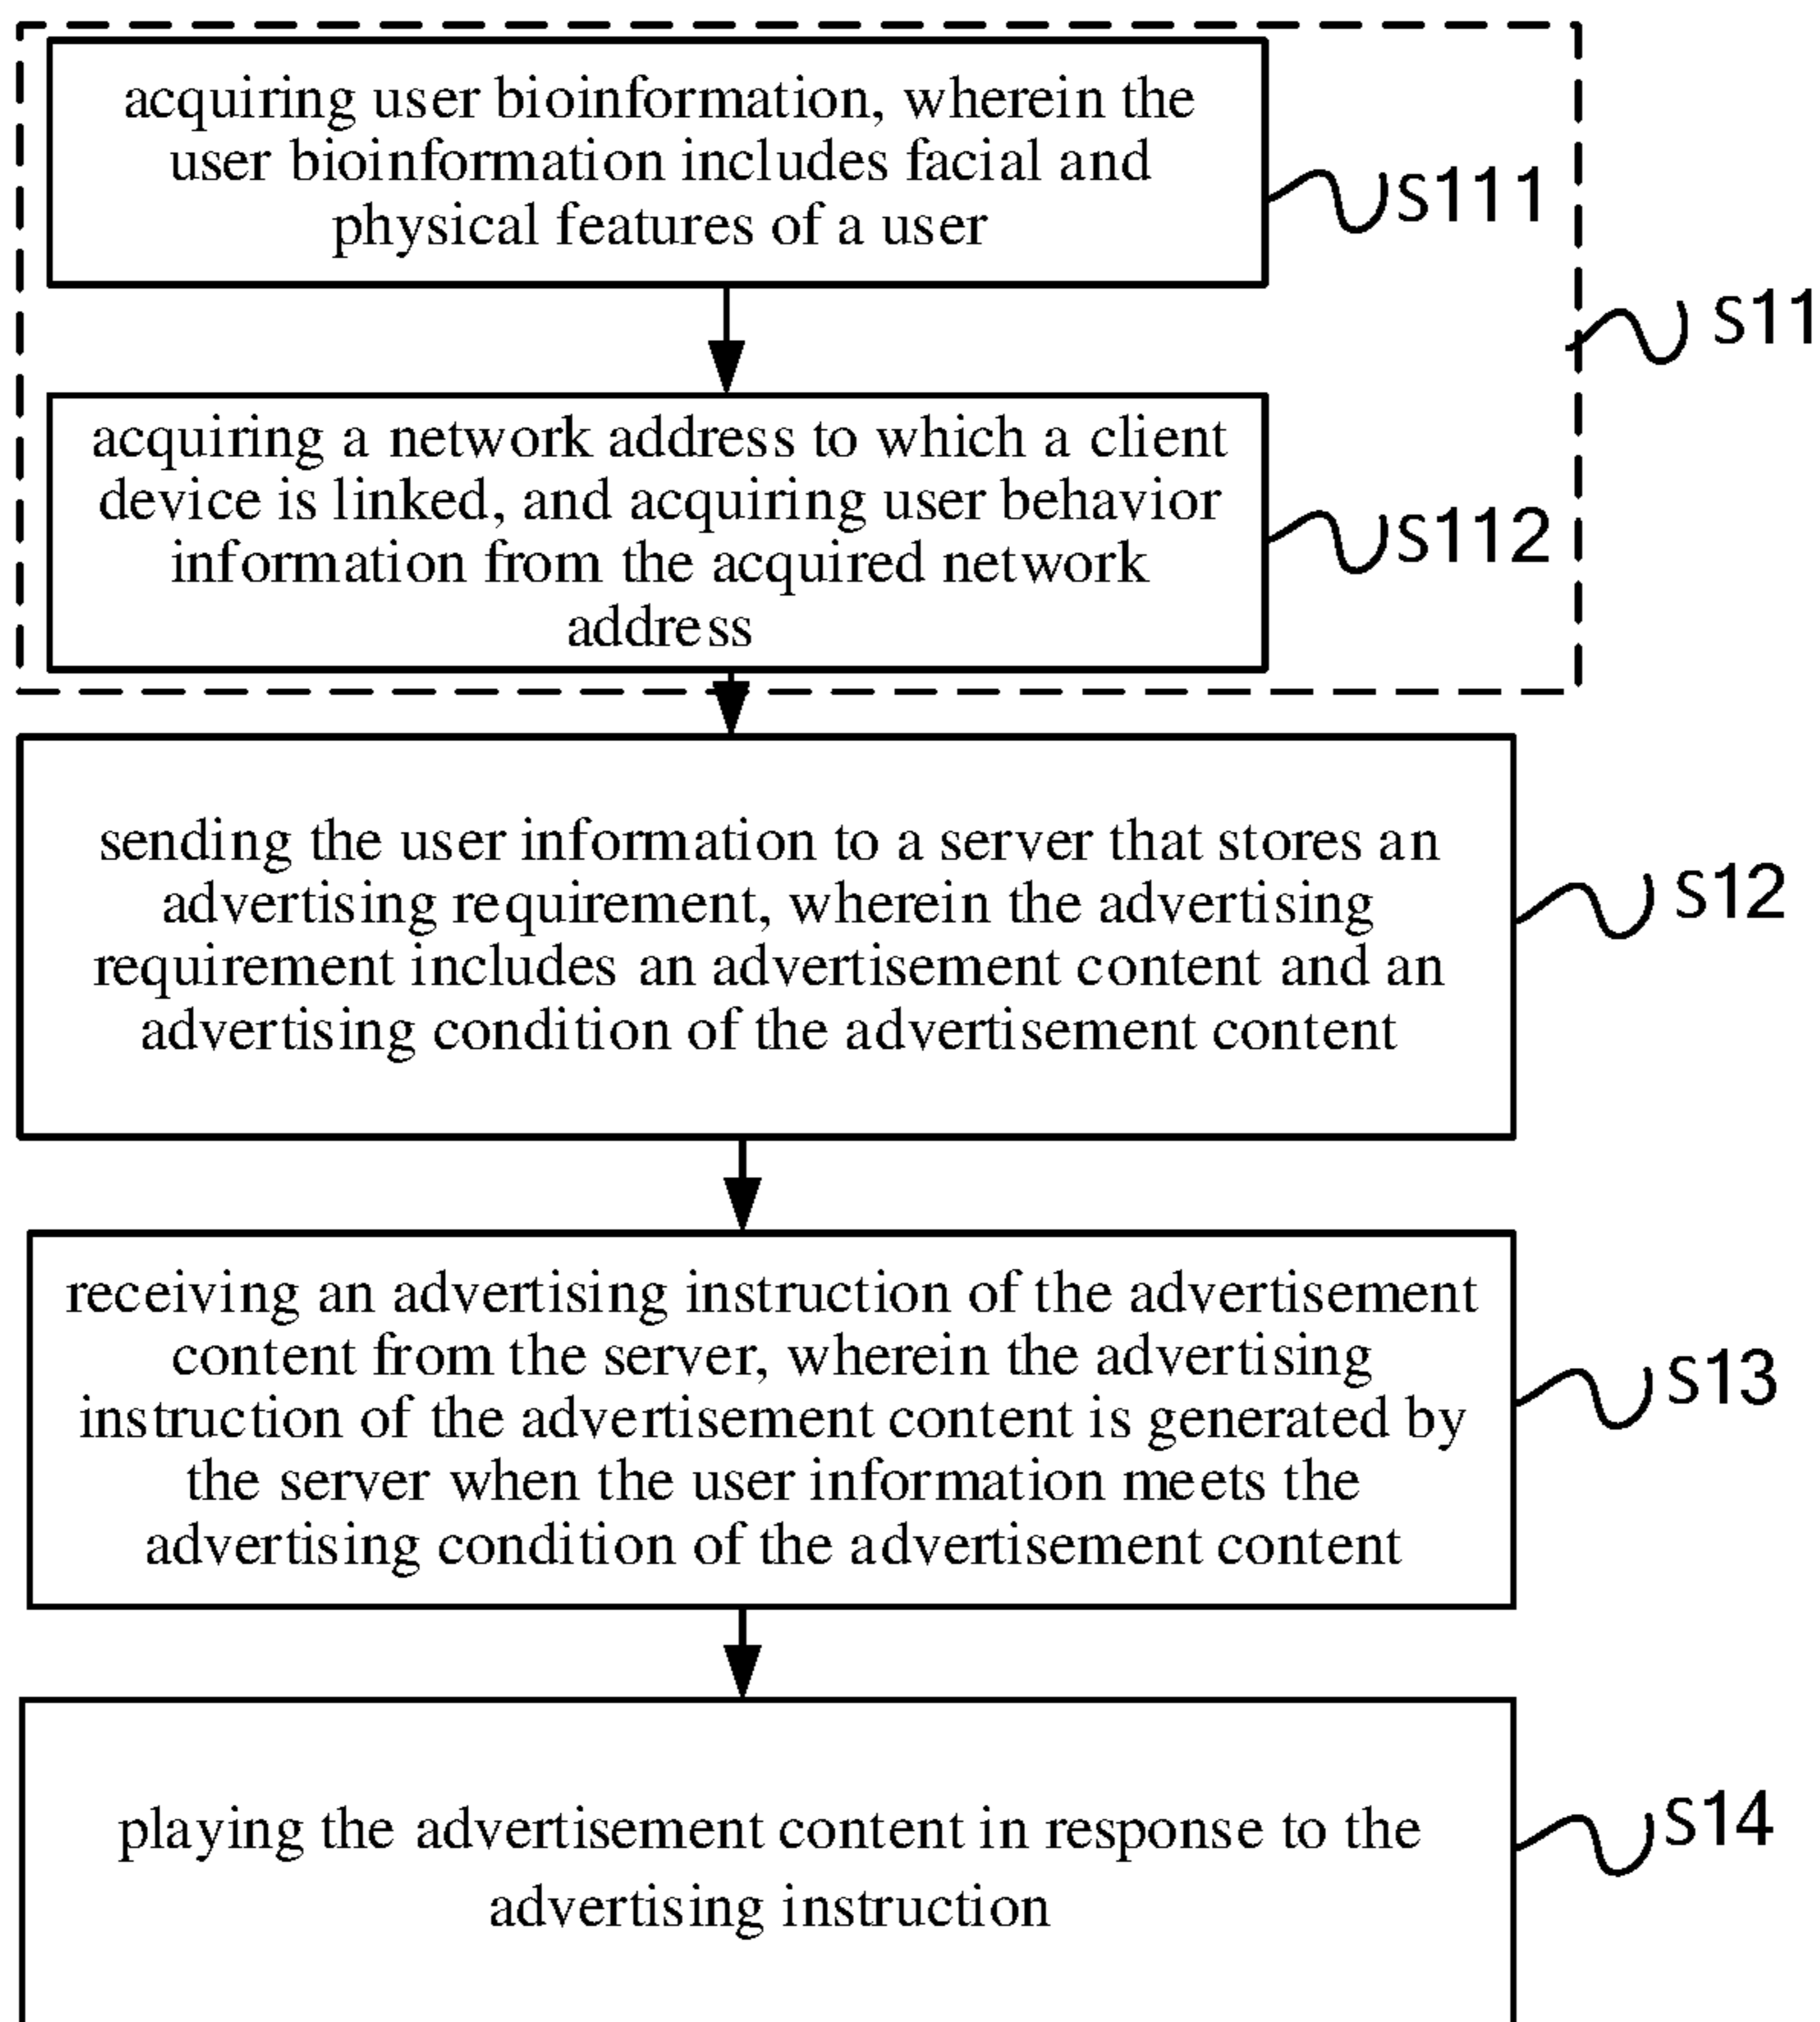 acquiring user bioinformation, wherein the
user bioinformation includes facial and
physical features of a user
S111
S11
acquiring a network address to which a client
device is linked, and acquiring user behavior
information from the acquired network
address
S112
sending the user information to a server that stores an
advertising requirement, wherein the advertising
requirement includes an advertisement content and an
advertising condition of the advertisement content
S12
receiving an advertising instruction of the advertisement
content from the server, wherein the advertising
instruction of the advertisement content is generated by
the server when the user information meets the
advertising condition of the advertisement content
S13
playing the advertisement content in response to the
advertising instruction
S14